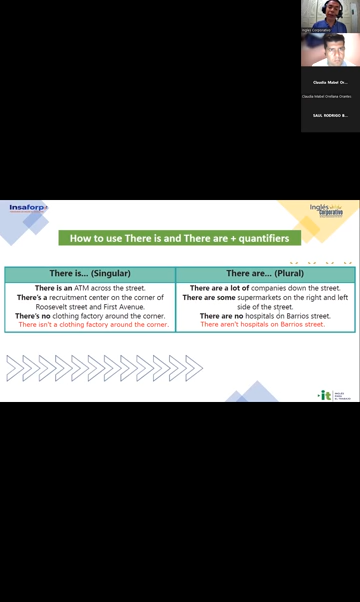 Inglés Corporativo
Claudia Mabel Or...
Claudia Mabel Orellana Orantes
SAUL RODRIGO B...
Insaforp
Inglés
Corporativo
How to use There is and There are + quantifiers
There is... (Singular)
There is an ATM across the street.
There's a recruitment center on the corner of
Roosevelt street and First Avenue.
There's no clothing factory around the corner.
There isn't a clothing factory around the corner.
There are... (Plural)
There are a lot of companies down the street.
There are some supermarkets on the right and left
side of the street.
There are no hospitals on Barrios street.
There aren't hospitals on Barrios street.
+it
INGLÉS
PARA
EL TRABAJO